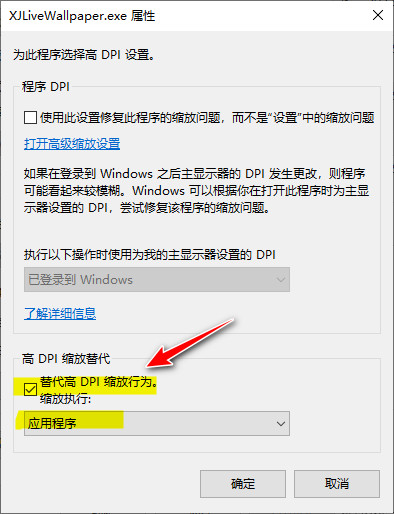 XJLiveWallpaper.exe 属性
为此程序选择高 DPI 设置。
程序 DPI
使用此设置修复此程序的缩放问题，而不是“设置”中的缩放问题
打开高级缩放设置
如果在登录到 Windows 之后主显示器的 DPI 发生更改，则程序
可能看起来较模糊。Windows 可以根据你在打开此程序时为主显
示器设置的 DPI，尝试修复该程序的缩放问题。
执行以下操作时使用为我的主显示器设置的 DPI
已登录到 Windows
了解详细信息
高 DPI 缩放替代
替代高 DPI 缩放行为。
缩放执行:
应用程序
确定
取消